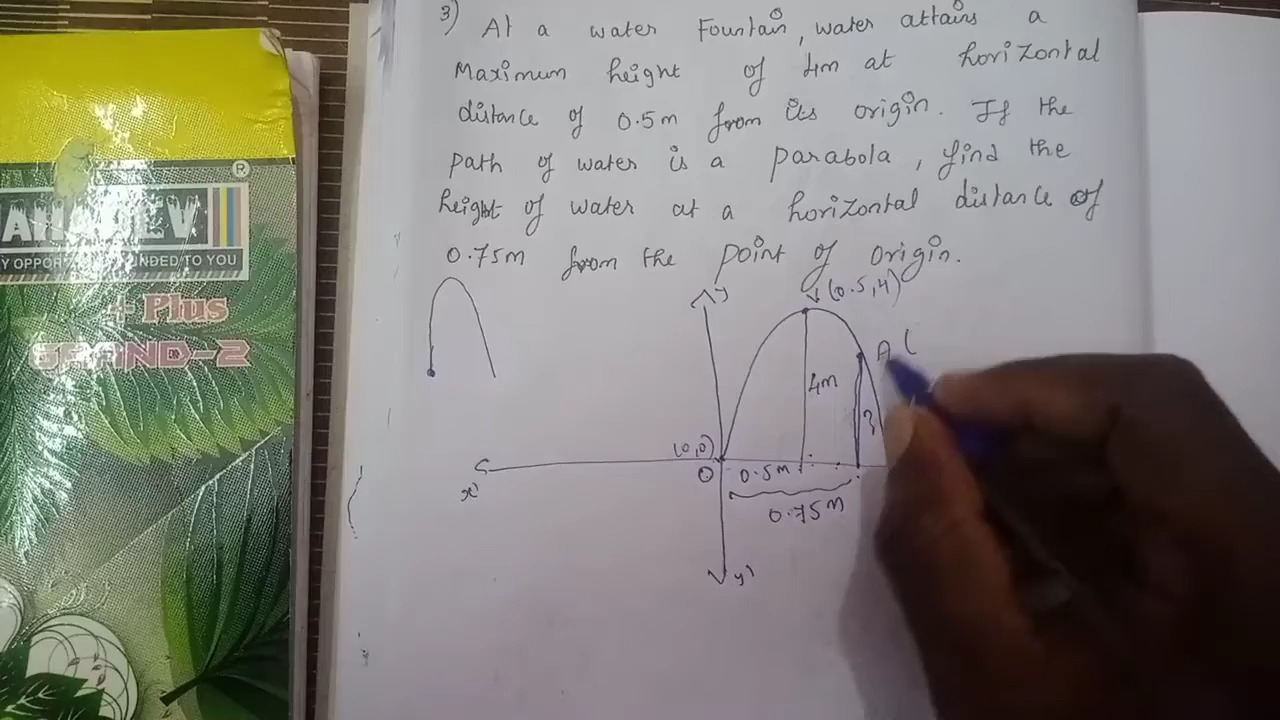 3) At a water Fountain, water attains a
Maximum height of 4m at horizontal
distance of 0.5m from its origin. If the
path of water is a parabola, find the
height of water at a horizontal distance of
0.75m from the point of origin.
y
V(0.5,4)
A(
4m
?
(0,0)
O
0.5m
x'
0.75m
y'
®
Y OPPOR UNDED TO YOU
+ Plus
GRAND-2